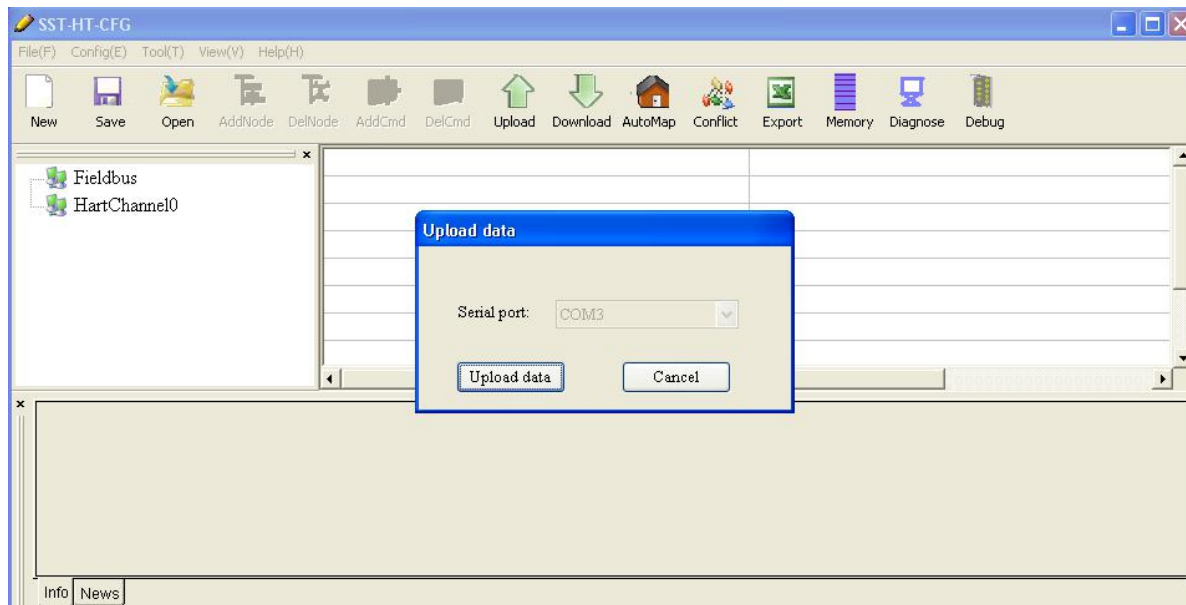 SST-HT-CFG
File(F) Config(E) Tool(T) View(V) Help(H)
New Save Open AddNode DelNode AddCmd DelCmd Upload Download AutoMap Conflict Export Memory Diagnose Debug
Fieldbus
HartChannel0
Upload data
Serial port: COM3
Upload data Cancel
Info News